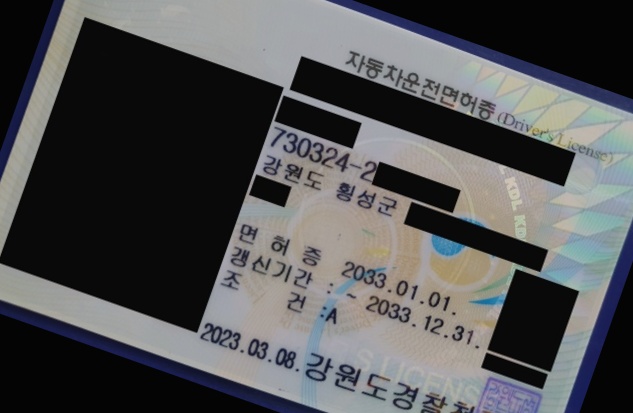 자동차운전면허증 (Driver's License)
730324-2
강원도 횡성군
면 허 증 2033.01.01.
갱신기간 : ~ 2033.12.31.
조 건 :A
2023.03.08. 강원도경찰청